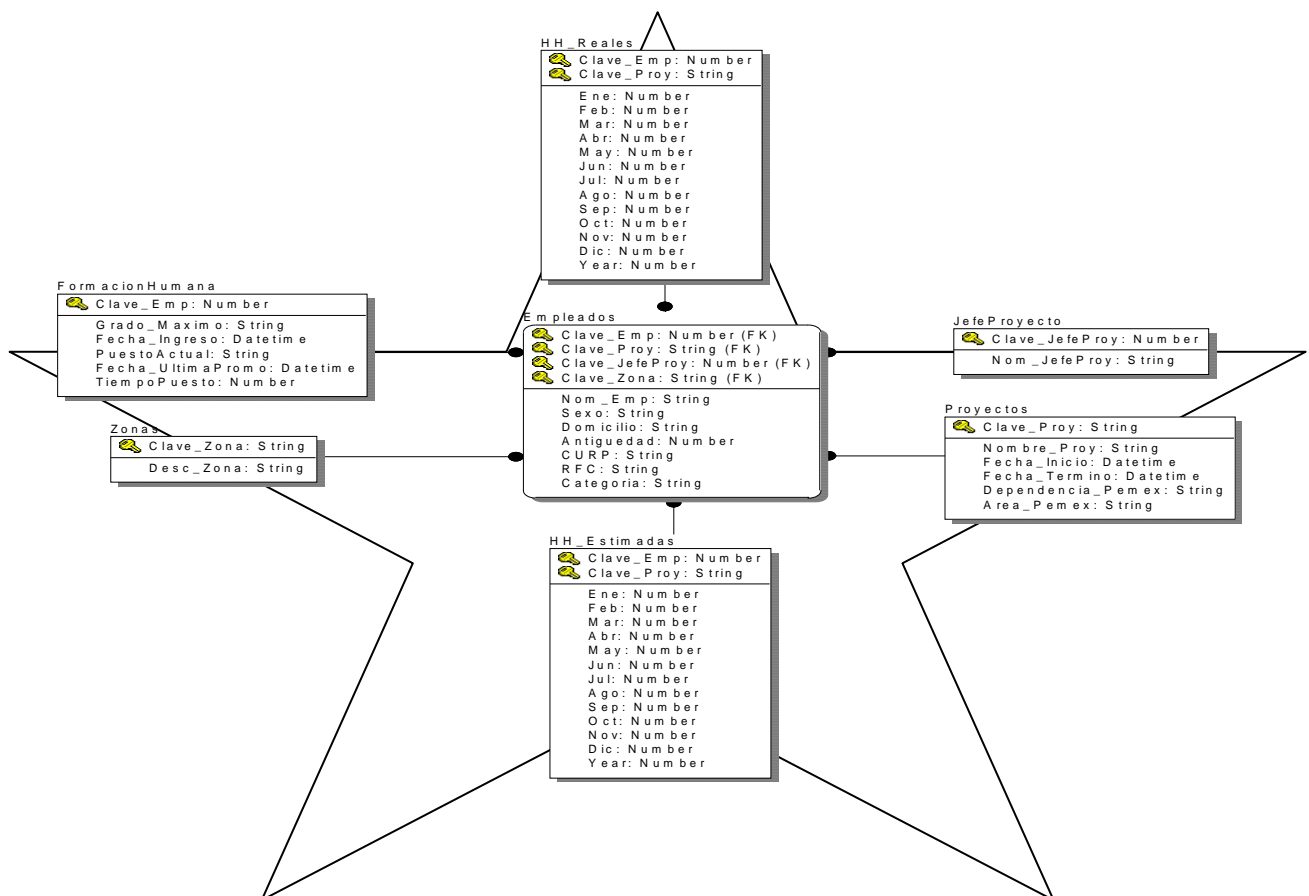 HH_Reales
Clave_Emp: Number
Clave_Proy: String
Ene: Number
Feb: Number
Mar: Number
Abr: Number
May: Number
Jun: Number
Jul: Number
Ago: Number
Sep: Number
Oct: Number
Nov: Number
Dic: Number
Year: Number
FormacionHumana
Clave_Emp: Number
Grado_Maximo: String
Fecha_Ingreso: Datetime
PuestoActual: String
Fecha_UltimaPromo: Datetime
TiempoPuesto: Number
Zonas
Clave_Zona: String
Desc_Zona: String
Empleados
Clave_Emp: Number (FK)
Clave_Proy: String (FK)
Clave_JefeProy: Number (FK)
Clave_Zona: String (FK)
Nom_Emp: String
Sexo: String
Domicilio: String
Antiguedad: Number
CURP: String
RFC: String
Categoria: String
JefeProyecto
Clave_JefeProy: Number
Nom_JefeProy: String
Proyectos
Clave_Proy: String
Nombre_Proy: String
Fecha_Inicio: Datetime
Fecha_Termino: Datetime
Dependencia_Pemex: String
Area_Pemex: String
HH_Estimadas
Clave_Emp: Number
Clave_Proy: String
Ene: Number
Feb: Number
Mar: Number
Abr: Number
May: Number
Jun: Number
Jul: Number
Ago: Number
Sep: Number
Oct: Number
Nov: Number
Dic: Number
Year: Number